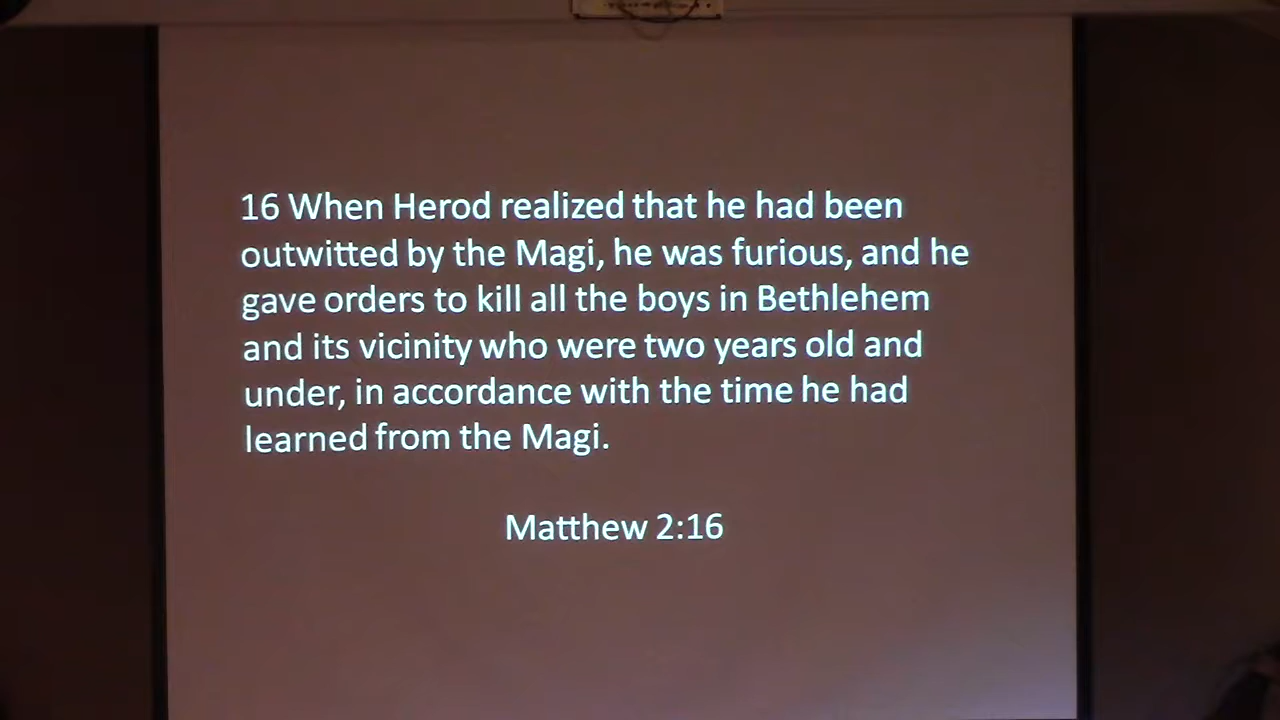 16 When Herod realized that he had been
outwitted by the Magi, he was furious, and he
gave orders to kill all the boys in Bethlehem
and its vicinity who were two years old and
under, in accordance with the time he had
learned from the Magi.
Matthew 2:16